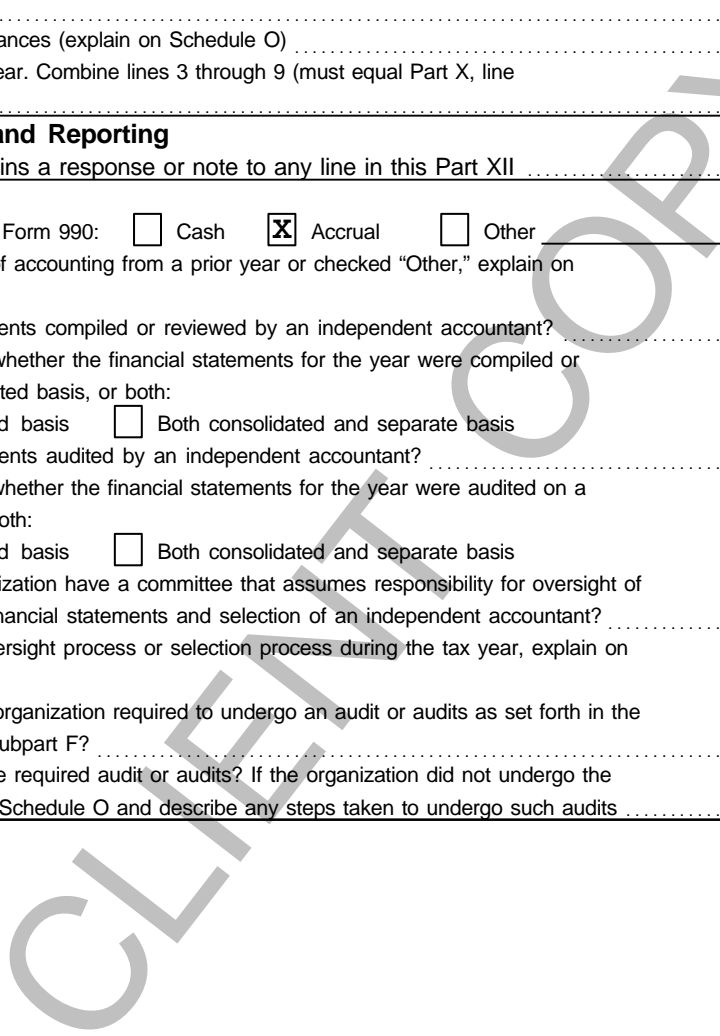 ances (explain on Schedule O)
ear. Combine lines 3 through 9 (must equal Part X, line
and Reporting
ins a response or note to any line in this Part XII
Form 990: Cash X Accrual Other
f accounting from a prior year or checked “Other,” explain on
ents compiled or reviewed by an independent accountant?
whether the financial statements for the year were compiled or
ted basis, or both:
d basis Both consolidated and separate basis
ents audited by an independent accountant?
whether the financial statements for the year were audited on a
oth:
d basis Both consolidated and separate basis
ization have a committee that assumes responsibility for oversight of
nancial statements and selection of an independent accountant?
ersight process or selection process during the tax year, explain on
organization required to undergo an audit or audits as set forth in the
ubpart F?
e required audit or audits? If the organization did not undergo the
Schedule O and describe any steps taken to undergo such audits
CLIENT COPY